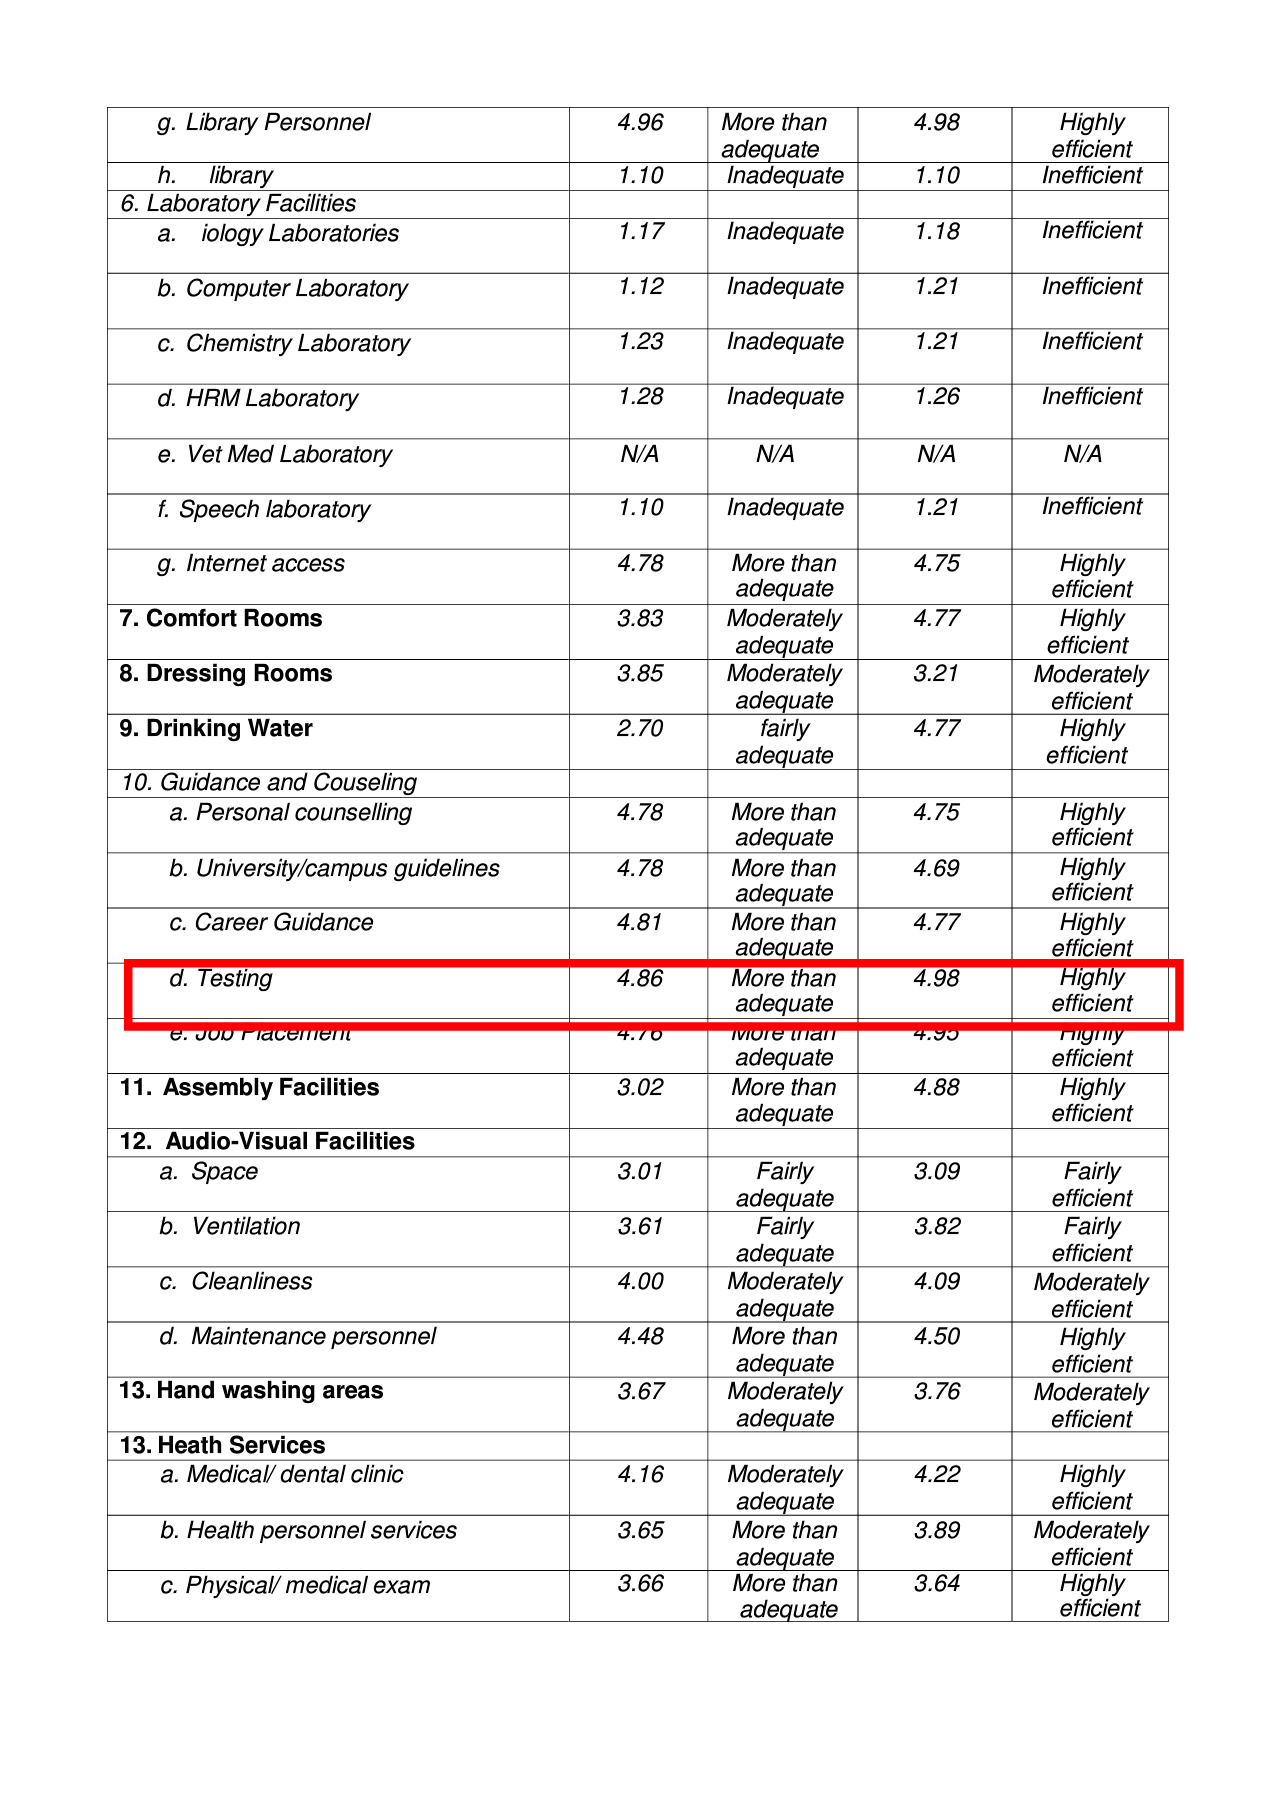 g. Library Personnel 4.96 More than 4.98 Highly
adequate efficient
h. library 1.10 Inadequate 1.10 Inefficient
6. Laboratory Facilities
a. iology Laboratories 1.17 Inadequate 1.18 Inefficient
b. Computer Laboratory 1.12 Inadequate 1.21 Inefficient
c. Chemistry Laboratory 1.23 Inadequate 1.21 Inefficient
d. HRM Laboratory 1.28 Inadequate 1.26 Inefficient
e. Vet Med Laboratory N/A N/A N/A N/A
f. Speech laboratory 1.10 Inadequate 1.21 Inefficient
g. Internet access 4.78 More than 4.75 Highly
adequate efficient
7. Comfort Rooms 3.83 Moderately 4.77 Highly
adequate efficient
8. Dressing Rooms 3.85 Moderately 3.21 Moderately
adequate efficient
9. Drinking Water 2.70 fairly 4.77 Highly
adequate efficient
10. Guidance and Couseling
a. Personal counselling 4.78 More than 4.75 Highly
adequate efficient
b. University/campus guidelines 4.78 More than 4.69 Highly
adequate efficient
c. Career Guidance 4.81 More than 4.77 Highly
adequate efficient
d. Testing 4.86 More than 4.98 Highly
adequate efficient
e. Job Placement 4.76 More than 4.95 Highly
adequate efficient
11. Assembly Facilities 3.02 More than 4.88 Highly
adequate efficient
12. Audio-Visual Facilities
a. Space 3.01 Fairly 3.09 Fairly
adequate efficient
b. Ventilation 3.61 Fairly 3.82 Fairly
adequate efficient
c. Cleanliness 4.00 Moderately 4.09 Moderately
adequate efficient
d. Maintenance personnel 4.48 More than 4.50 Highly
adequate efficient
13. Hand washing areas 3.67 Moderately 3.76 Moderately
adequate efficient
13. Heath Services
a. Medical/ dental clinic 4.16 Moderately 4.22 Highly
adequate efficient
b. Health personnel services 3.65 More than 3.89 Moderately
adequate efficient
c. Physical/ medical exam 3.66 More than 3.64 Highly
adequate efficient